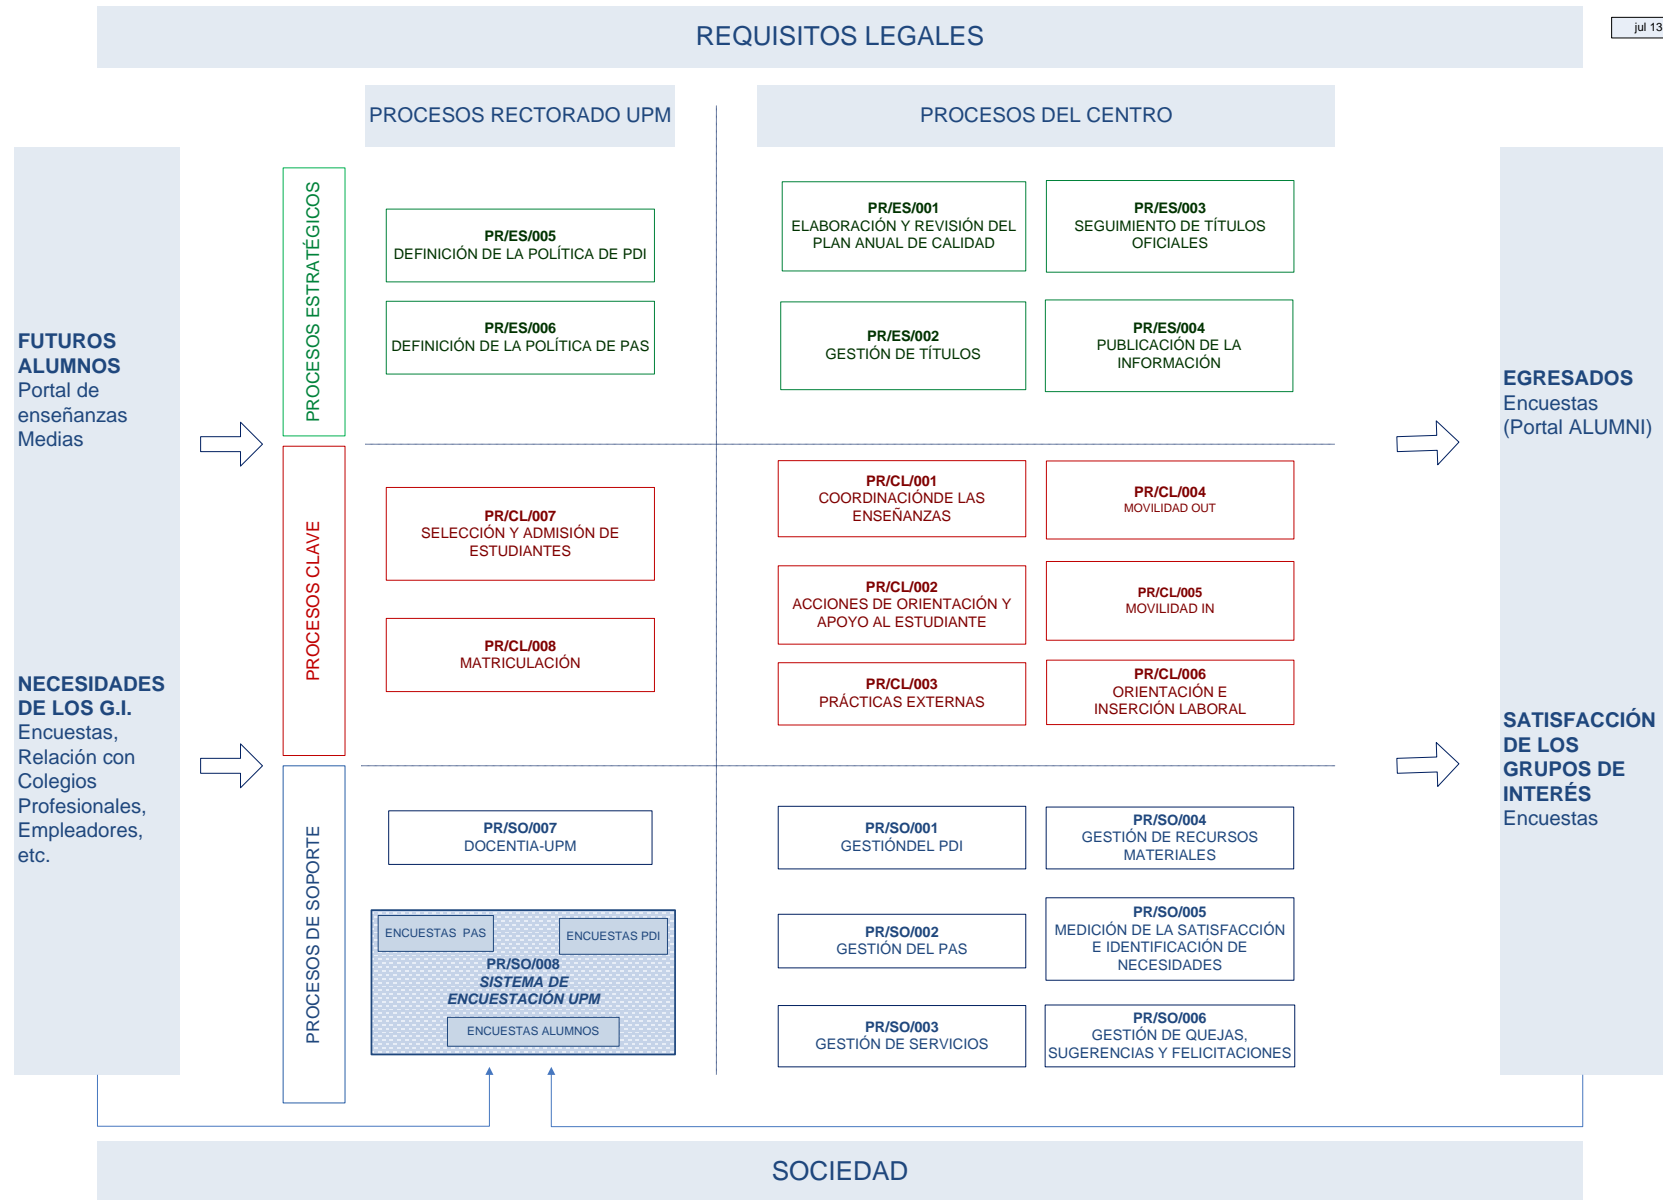 REQUISITOS LEGALES
jul 13
PROCESOS RECTORADO UPM
PROCESOS DEL CENTRO
FUTUROS
ALUMNOS
Portal de
enseñanzas
Medias
NECESIDADES
DE LOS G.I.
Encuestas,
Relación con
Colegios
Profesionales,
Empleadores,
etc.
PROCESOS ESTRATÉGICOS
PR/ES/005
DEFINICIÓN DE LA POLÍTICA DE PDI
PR/ES/006
DEFINICIÓN DE LA POLÍTICA DE PAS
PR/ES/001
ELABORACIÓN Y REVISIÓN DEL
PLAN ANUAL DE CALIDAD
PR/ES/003
SEGUIMIENTO DE TÍTULOS
OFICIALES
PR/ES/002
GESTIÓN DE TÍTULOS
PR/ES/004
PUBLICACIÓN DE LA
INFORMACIÓN
PROCESOS CLAVE
PR/CL/007
SELECCIÓN Y ADMISIÓN DE
ESTUDIANTES
PR/CL/008
MATRICULACIÓN
PR/CL/001
COORDINACIÓNDE LAS
ENSEÑANZAS
PR/CL/004
MOVILIDAD OUT
PR/CL/002
ACCIONES DE ORIENTACIÓN Y
APOYO AL ESTUDIANTE
PR/CL/005
MOVILIDAD IN
PR/CL/003
PRÁCTICAS EXTERNAS
PR/CL/006
ORIENTACIÓN E
INSERCIÓN LABORAL
PROCESOS DE SOPORTE
PR/SO/007
DOCENTIA-UPM
ENCUESTAS PAS
ENCUESTAS PDI
PR/SO/008
SISTEMA DE
ENCUESTACIÓN UPM
ENCUESTAS ALUMNOS
PR/SO/001
GESTIÓNDEL PDI
PR/SO/004
GESTIÓN DE RECURSOS
MATERIALES
PR/SO/002
GESTIÓN DEL PAS
PR/SO/005
MEDICIÓN DE LA SATISFACCIÓN
E IDENTIFICACIÓN DE
NECESIDADES
PR/SO/003
GESTIÓN DE SERVICIOS
PR/SO/006
GESTIÓN DE QUEJAS,
SUGERENCIAS Y FELICITACIONES
EGRESADOS
Encuestas
(Portal ALUMNI)
SATISFACCIÓN
DE LOS
GRUPOS DE
INTERÉS
Encuestas
SOCIEDAD